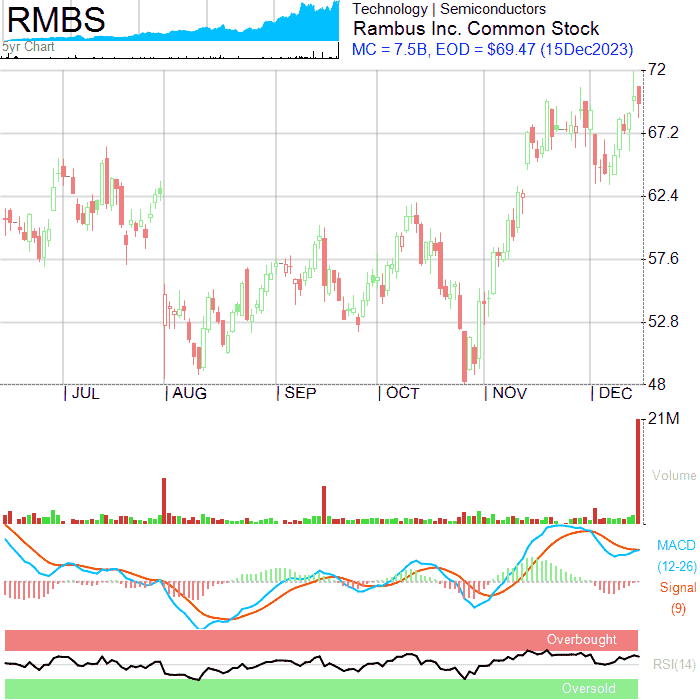 RMBS
5yr Chart
Technology | Semiconductors
Rambus Inc. Common Stock
MC = 7.5B, EOD = $69.47 (15Dec2023)
72
67.2
62.4
57.6
52.8
48
JUL
AUG
SEP
OCT
NOV
DEC
21M
Volume
MACD
(12-26)
Signal
(9)
Overbought
RSI(14)
Oversold